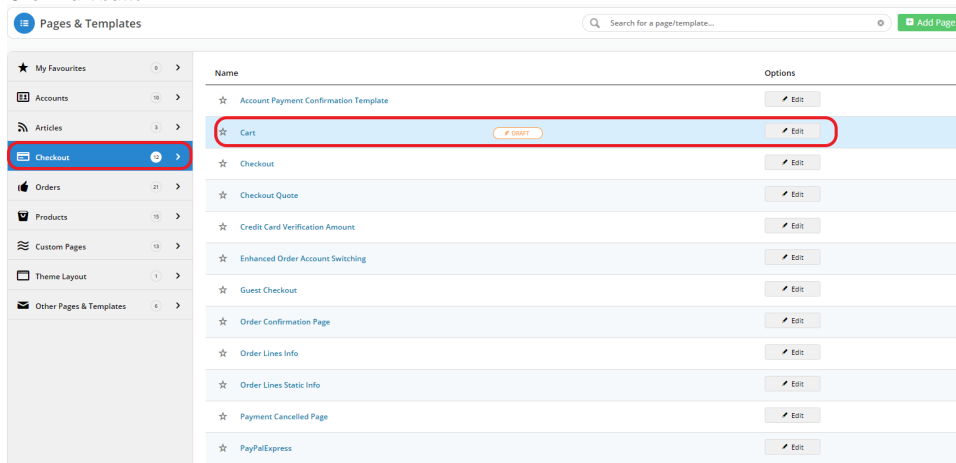 Pages & Templates
Search for a page/template...
Add Page
My Favourites 0
Accounts 10
Articles 3
Checkout 12
Orders 21
Products 15
Custom Pages 13
Theme Layout 1
Other Pages & Templates 6
Name Options
Account Payment Confirmation Template Edit
Cart DRAFT Edit
Checkout Edit
Checkout Quote Edit
Credit Card Verification Amount Edit
Enhanced Order Account Switching Edit
Guest Checkout Edit
Order Confirmation Page Edit
Order Lines Info Edit
Order Lines Static Info Edit
Payment Cancelled Page Edit
PayPalExpress Edit